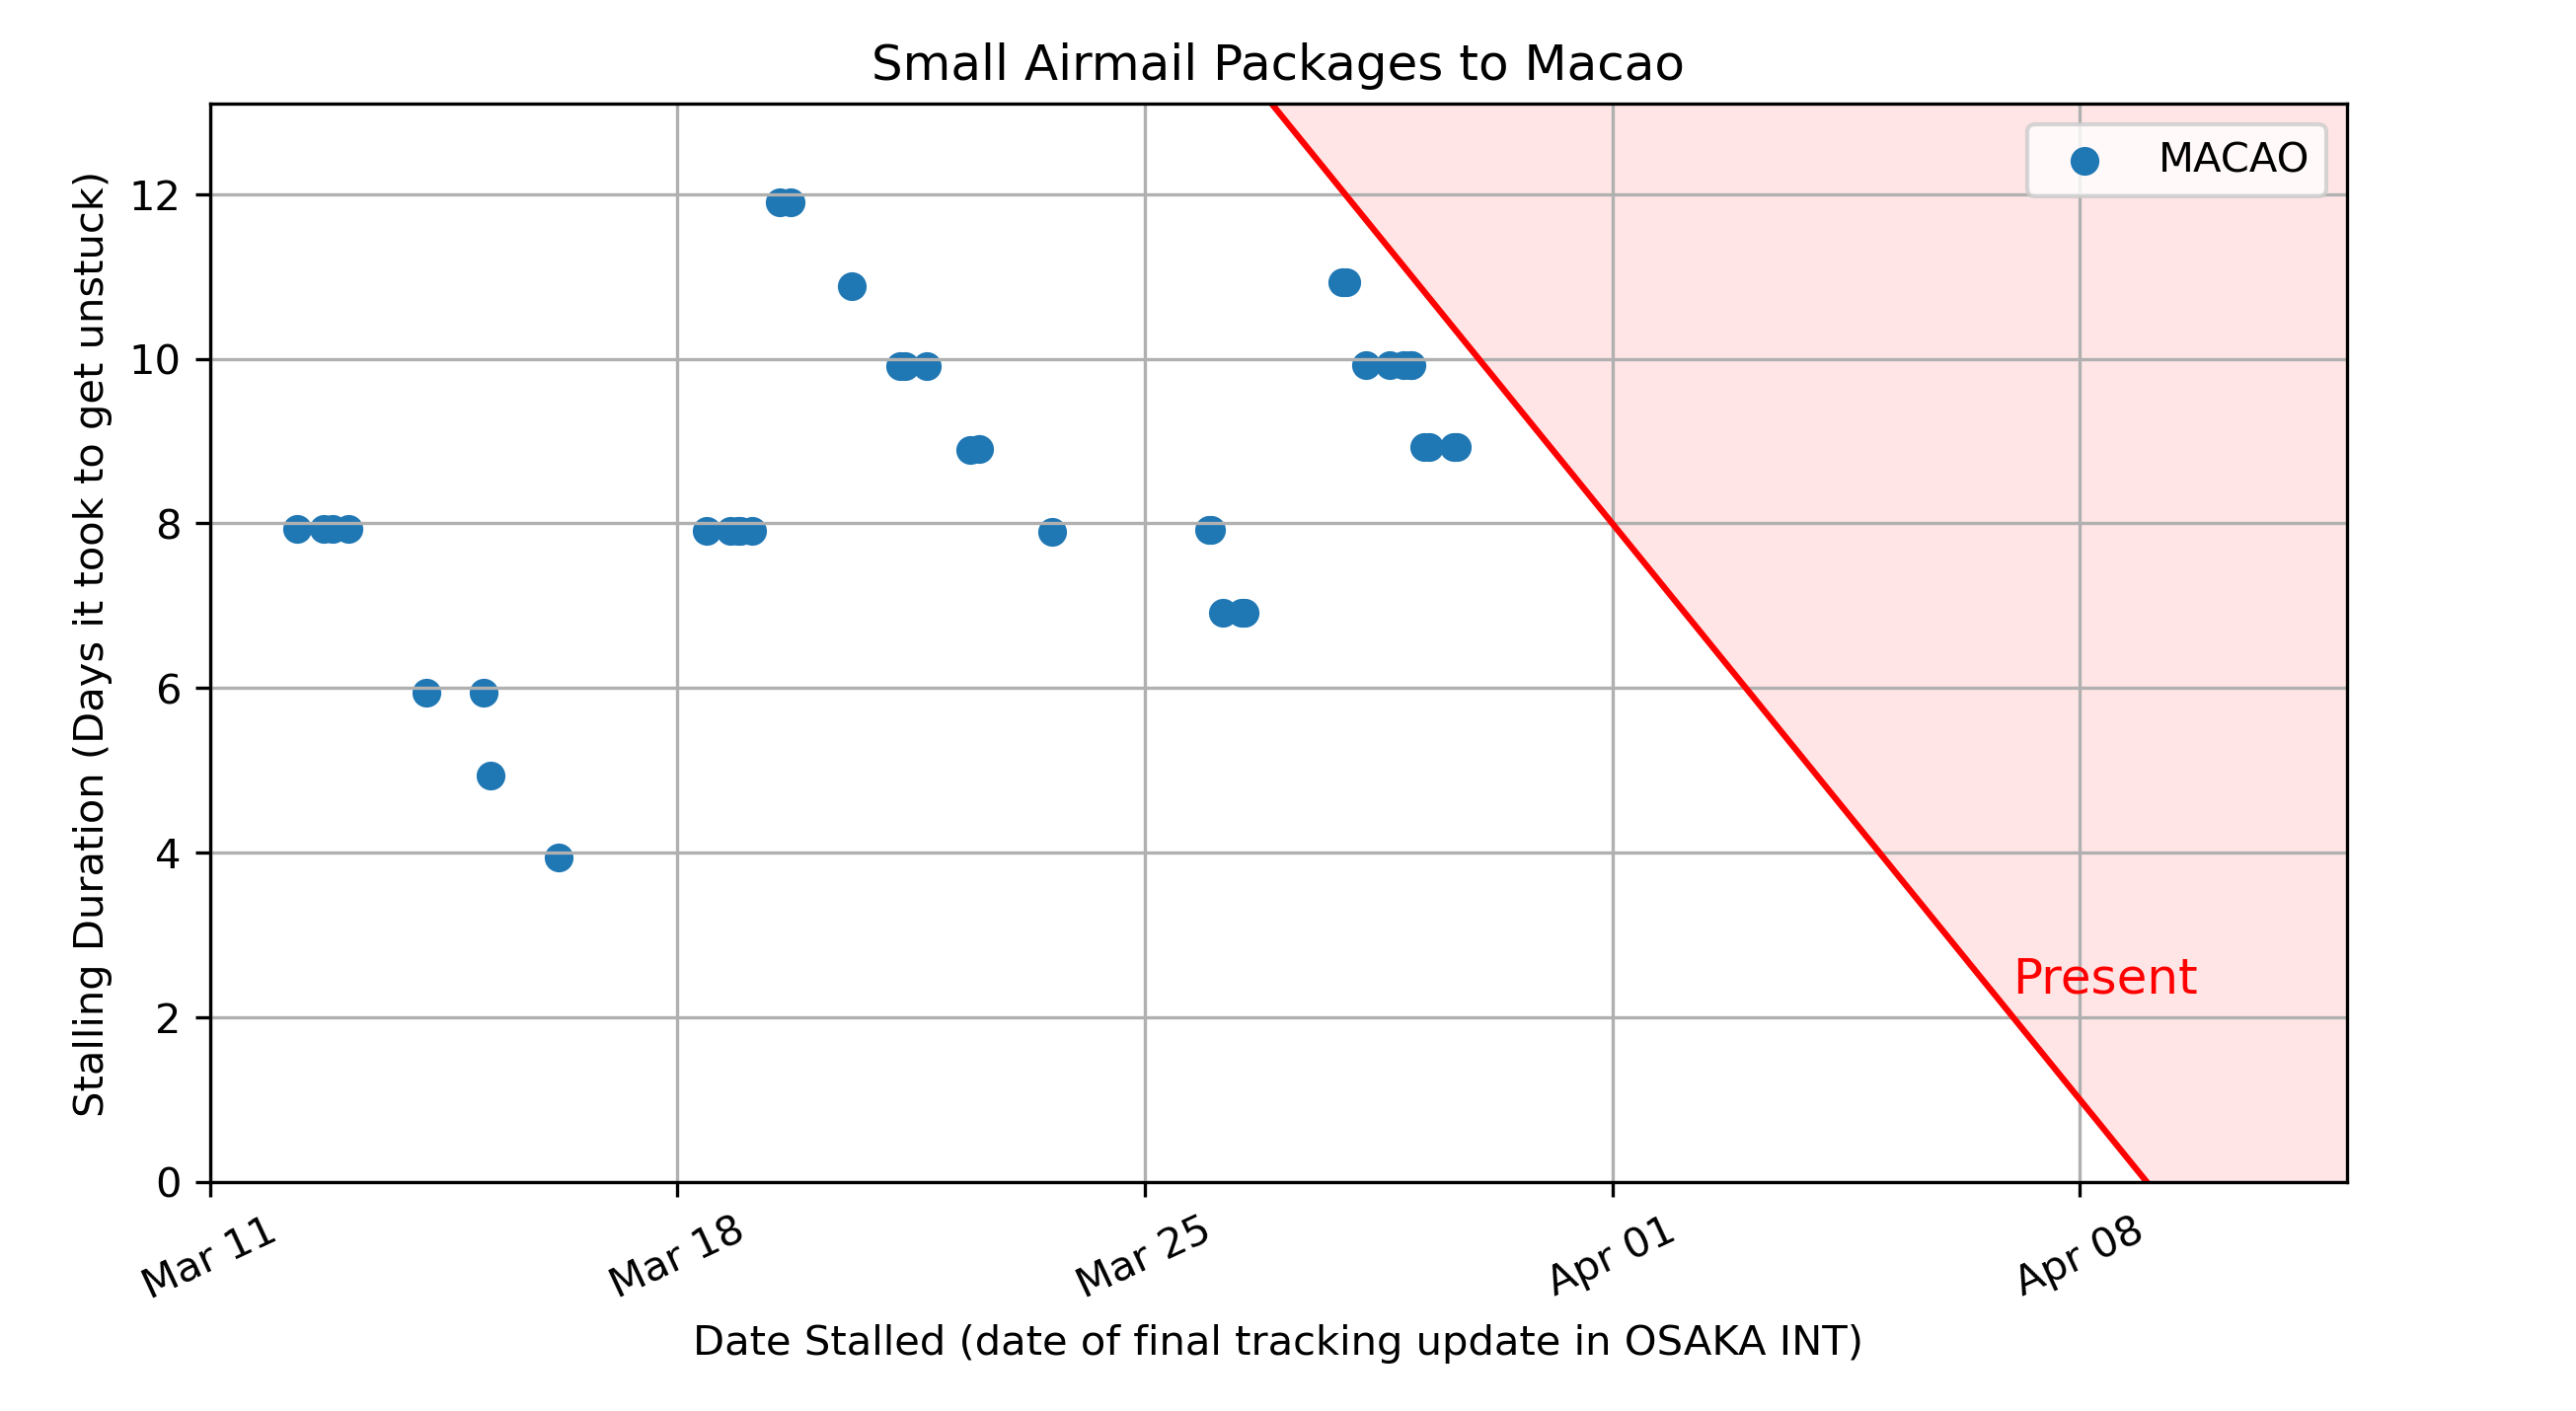 Small Airmail Packages to Macao
MACAO
Stalling Duration (Days it took to get unstuck)
12
10
8
6
4
2
0
Present
Mar 11
Mar 18
Mar 25
Apr 01
Apr 08
Date Stalled (date of final tracking update in OSAKA INT)